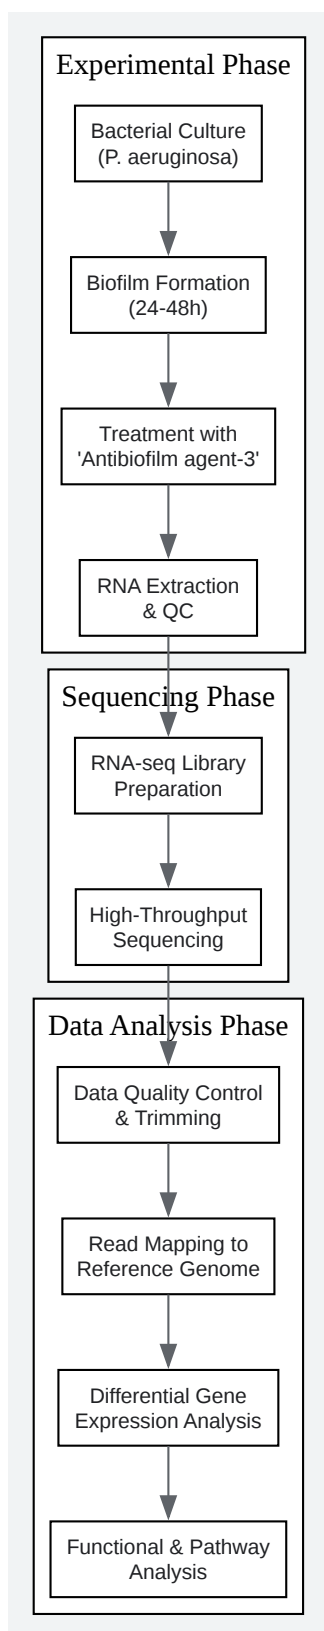 Experimental Phase
Bacterial Culture
(P. aeruginosa)
Biofilm Formation
(24-48h)
Treatment with
'Antibiofilm agent-3'
RNA Extraction
& QC
Sequencing Phase
RNA-seq Library
Preparation
High-Throughput
Sequencing
Data Analysis Phase
Data Quality Control
& Trimming
Read Mapping to
Reference Genome
Differential Gene
Expression Analysis
Functional & Pathway
Analysis